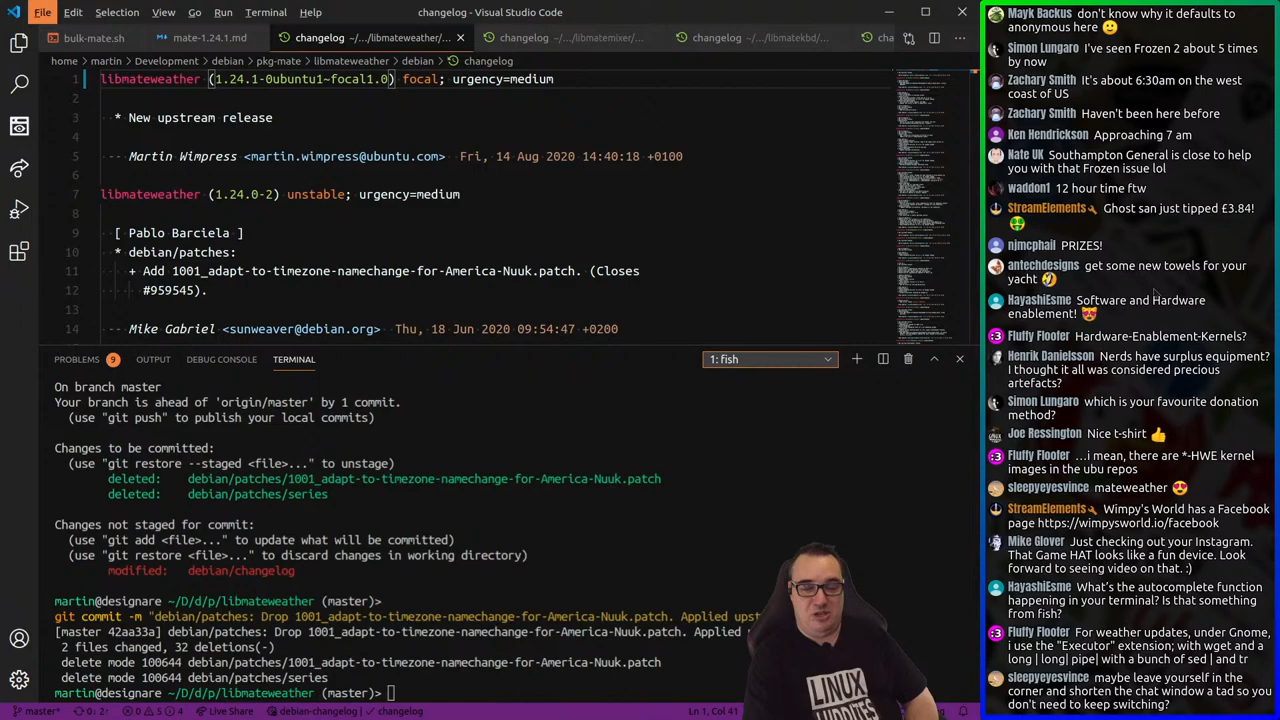 File Edit Selection View Go Run Terminal Help changelog - Visual Studio Code
bulk-mate.sh mate-1.24.1.md changelog ~/.../libmateweather/... changelog ~/.../libmatemixer/... changelog ~/.../libmatekbd/... cha
home > martin > Development > debian > pkg-mate > libmateweather > debian > changelog
1 libmateweather (1.24.1-0ubuntu1~focal1.0) focal; urgency=medium
2
3 * New upstream release
4
5 -- Martin Wimpress <martin.wimpress@ubuntu.com> Fri, 14 Aug 2020 14:40:18 +0100
6
7 libmateweather (1.24.0-2) unstable; urgency=medium
8
9 [ Pablo Barciela ]
10 * debian/patches:
11 + Add 1001_adapt-to-timezone-namechange-for-America-Nuuk.patch. (Closes
12 #959545).
13
14 -- Mike Gabriel <sunweaver@debian.org> Thu, 18 Jun 2020 09:54:47 +0200
PROBLEMS 9 OUTPUT DEBUG CONSOLE TERMINAL 1: fish
On branch master
Your branch is ahead of 'origin/master' by 1 commit.
(use "git push" to publish your local commits)
Changes to be committed:
(use "git restore --staged <file>..." to unstage)
deleted: debian/patches/1001_adapt-to-timezone-namechange-for-America-Nuuk.patch
deleted: debian/patches/series
Changes not staged for commit:
(use "git add <file>..." to update what will be committed)
(use "git restore <file>..." to discard changes in working directory)
modified: debian/changelog
martin@designare ~/D/d/p/libmateweather (master)>
git commit -m "debian/patches: Drop 1001_adapt-to-timezone-namechange-for-America-Nuuk.patch. Applied upst
[master 42aa33a] debian/patches: Drop 1001_adapt-to-timezone-namechange-for-America-Nuuk.patch. Applied
2 files changed, 32 deletions(-)
delete mode 100644 debian/patches/1001_adapt-to-timezone-namechange-for-America-Nuuk.patch
delete mode 100644 debian/patches/series
martin@designare ~/D/d/p/libmateweather (master)>
LINUX
master* 0↓ 2↑ 0 5 4 Live Share debian-changelog changelog Ln 1, Col 41
Mayk Backus don't know why it defaults to
anonymous here 🙂
Simon Lungaro I've seen Frozen 2 about 5 times
by now
Zachary Smith It's about 6:30am on the west
coast of US
Zachary Smith Haven't been here before
Ken Hendrickson Approaching 7 am
Nate UK Southampton General is close to help
you with that Frozen issue lol
waddon1 12 hour time ftw
StreamElements Ghost san just tipped £3.84!
🤑
njmcphail PRIZES!
antechdesigns get some new towels for your
yacht 🤣
HayashiEsme Software and Hardware
enablement! 😍
Fluffy Floofer Hardware-Enablement-Kernels?
Henrik Danielsson Nerds have surplus equipment?
I thought it all was considered precious
artefacts?
Simon Lungaro which is your favourite donation
method?
Joe Ressington Nice t-shirt 👍
Fluffy Floofer …i mean, there are *-HWE kernel
images in the ubu repos
sleepyeyesvince mateweather 😍
StreamElements Wimpy's World has a Facebook
page https://wimpysworld.io/facebook
Mike Glover Just checking out your Instagram.
That Game HAT looks like a fun device. Look
forward to seeing video on that. :)
HayashiEsme What's the autocomplete function
happening in your terminal? Is that something
from fish?
Fluffy Floofer For weather updates, under Gnome,
i use the "Executor" extension; with wget and a
long | long| pipe| with a bunch of sed | and tr
sleepyeyesvince maybe leave yourself in the
corner and shorten the chat window a tad so you
don't need to keep switching?